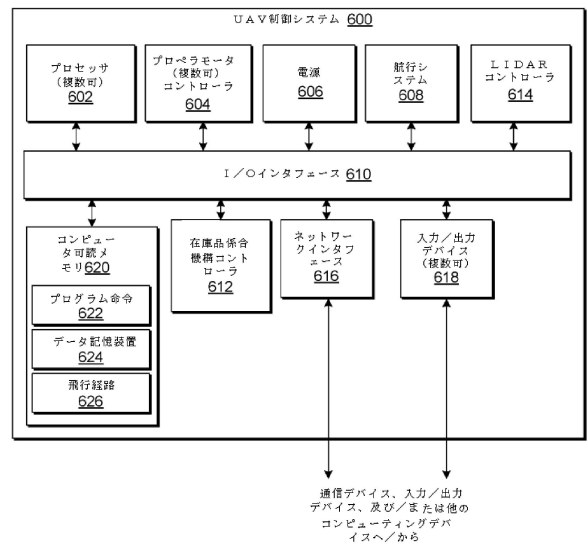 UAV制御システム 600
プロセッサ
(複数可)
602
プロペラモータ
(複数可)
コントローラ
604
電源
606
航行シ
ステム
608
LIDAR
コントローラ
614
I/Oインタフェース 610
コンピュー
タ可読メ
モリ620
プログラム命令
622
データ記憶装置
624
飛行経路
626
在庫品係合
機構コント
ローラ
612
ネットワー
クインタフ
ェース
616
入力/出力
デバイス
(複数可)
618
通信デバイス、入力/出力
デバイス、及び/または他の
コンピューティングデバ
イスへ/から